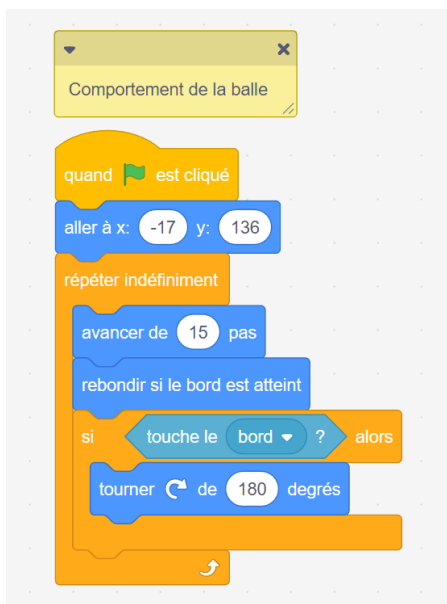 Comportement de la balle
quand est cliqué
aller à x: -17 y: 136
répéter indéfiniment
avancer de 15 pas
rebondir si le bord est atteint
si touche le bord ? alors
tourner de 180 degrés